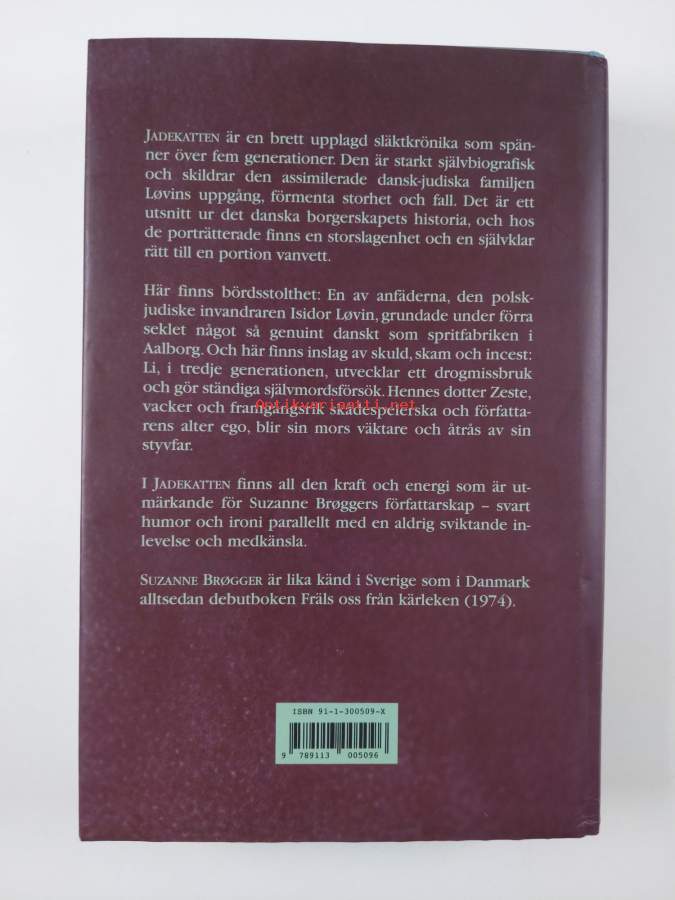 JADEKATTEN är en brett upplagd släktkrönika som spän-
ner över fem generationer. Den är starkt självbiografisk
och skildrar den assimilerade dansk-judiska familjen
Løvins uppgång, förmenta storhet och fall. Det är ett
utsnitt ur det danska borgerskapets historia, och hos
de porträtterade finns en storslagenhet och en självklar
rätt till en portion vanvett.
Här finns bördsstolthet: En av anfäderna, den polsk-
judiske invandraren Isidor Løvin, grundade under förra
seklet något så genuint danskt som spritfabriken i
Aalborg. Och här finns inslag av skuld, skam och incest:
Li, i tredje generationen, utvecklar ett drogmissbruk
och gör ständiga självmordsförsök. Hennes dotter Zeste,
vacker och framgångsrik skådespelerska och författa-
Antikvariaatti.net
rens alter ego, blir sin mors väktare och åtrås av sin
styvfar.
I JADEKATTEN finns all den kraft och energi som är ut-
märkande för Suzanne Brøggers författarskap – svart
humor och ironi parallellt med en aldrig sviktande in-
levelse och medkänsla.
SUZANNE BRØGGER är lika känd i Sverige som i Danmark
alltsedan debutboken Fräls oss från kärleken (1974).
ISBN 91-1-300509-X
9 789113 005096